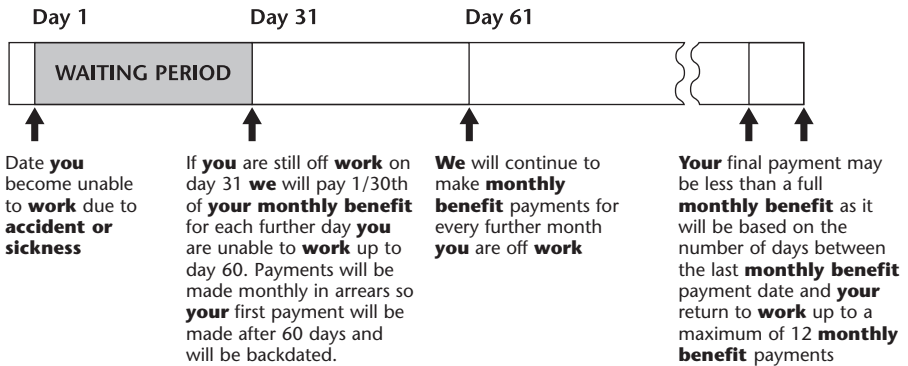 Day 1
Day 31
Day 61
WAITING PERIOD
Date you
become unable
to work due to
accident or
sickness
If you are still off work on
day 31 we will pay 1/30th
of your monthly benefit
for each further day you
are unable to work up to
day 60. Payments will be
made monthly in arrears so
your first payment will be
made after 60 days and
will be backdated.
We will continue to
make monthly
benefit payments for
every further month
you are off work
Your final payment may
be less than a full
monthly benefit as it
will be based on the
number of days between
the last monthly benefit
payment date and your
return to work up to a
maximum of 12 monthly
benefit payments